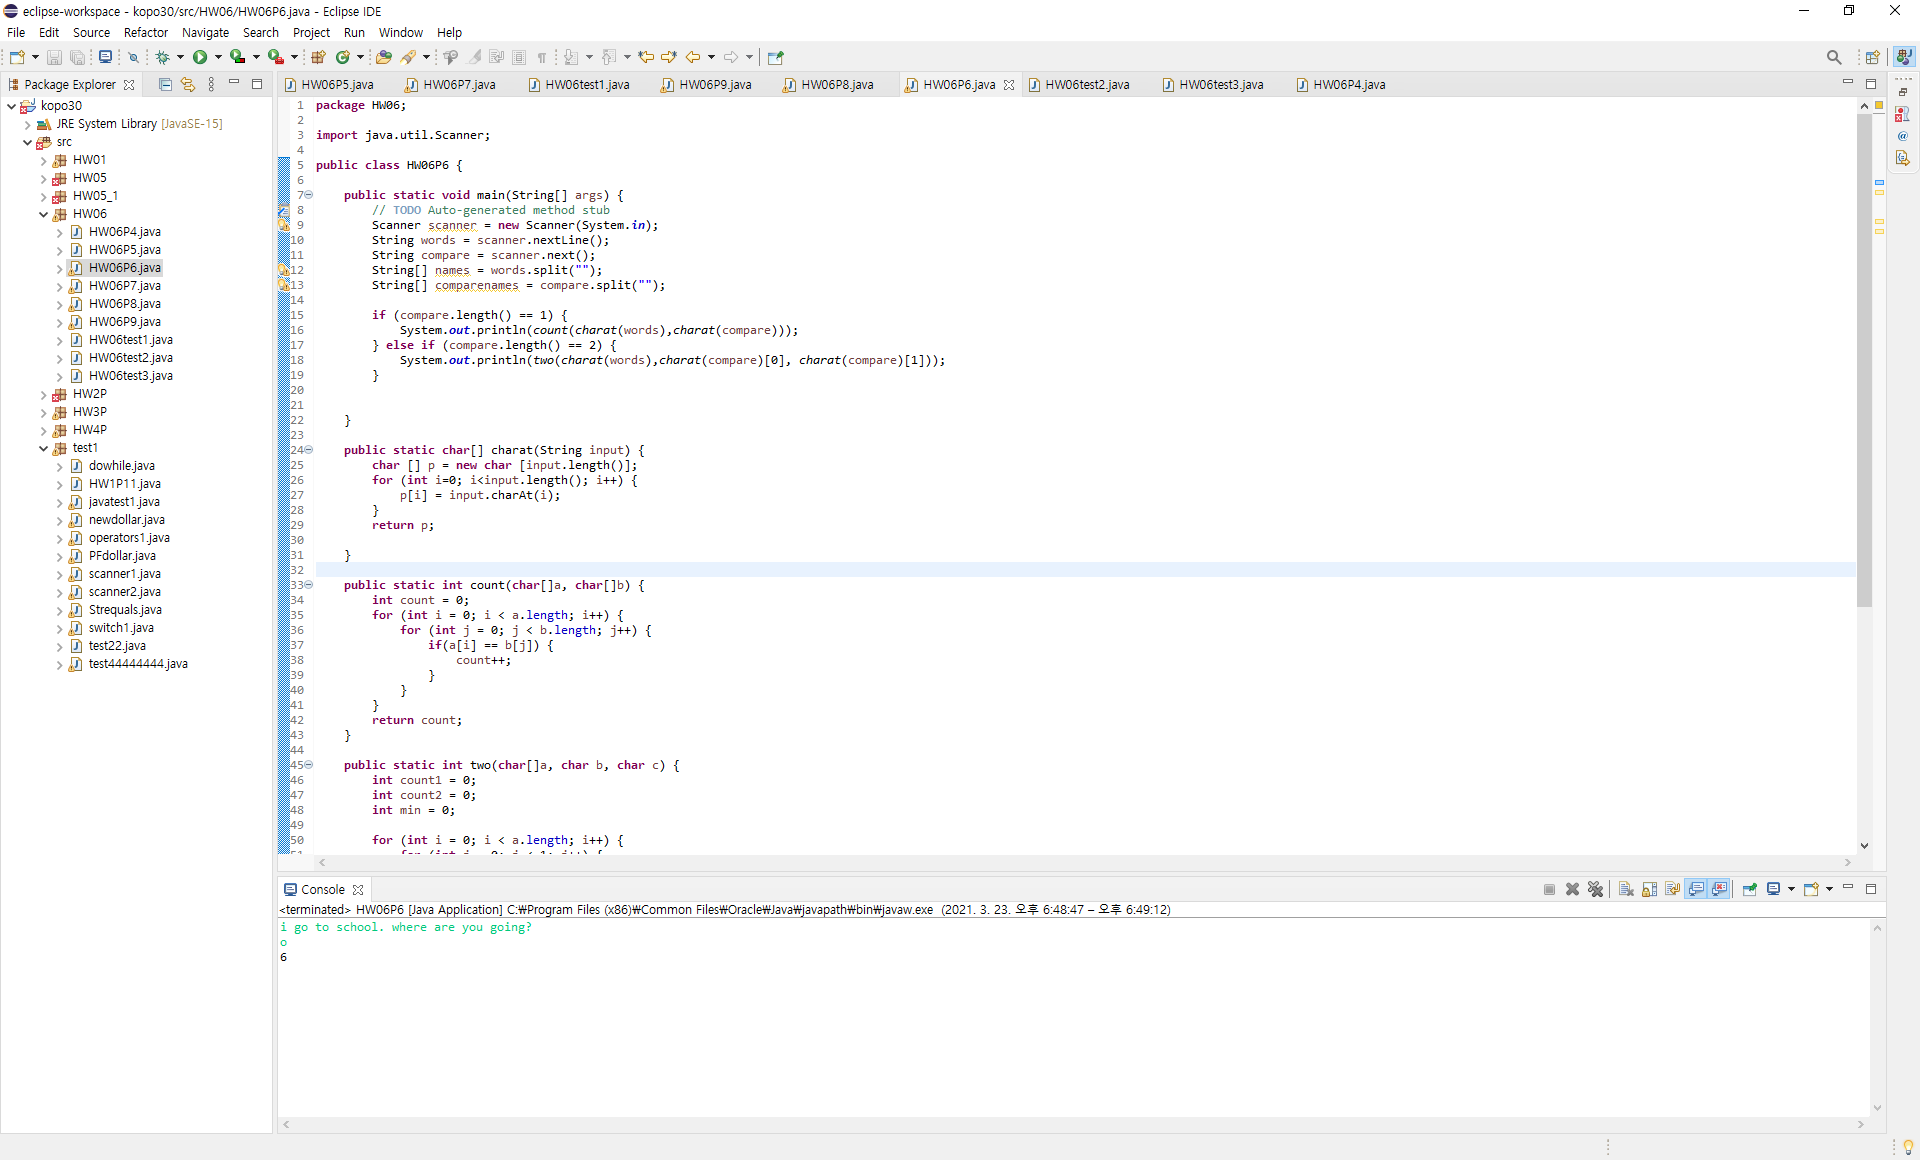 eclipse-workspace - kopo30/src/HW06/HW06P6.java - Eclipse IDE
File Edit Source Refactor Navigate Search Project Run Window Help
Package Explorer
kopo30
JRE System Library [JavaSE-15]
src
HW01
HW05
HW05_1
HW06
HW06P4.java
HW06P5.java
HW06P6.java
HW06P7.java
HW06P8.java
HW06P9.java
HW06test1.java
HW06test2.java
HW06test3.java
HW2P
HW3P
HW4P
test1
dowhile.java
HW1P11.java
javatest1.java
newdollar.java
operators1.java
PFdollar.java
scanner1.java
scanner2.java
Strequals.java
switch1.java
test22.java
test44444444.java
HW06P5.java HW06P7.java HW06test1.java HW06P9.java HW06P8.java HW06P6.java HW06test2.java HW06test3.java HW06P4.java
1 package HW06;
2
3 import java.util.Scanner;
4
5 public class HW06P6 {
6
7 public static void main(String[] args) {
8 // TODO Auto-generated method stub
9 Scanner scanner = new Scanner(System.in);
10 String words = scanner.nextLine();
11 String compare = scanner.next();
12 String[] names = words.split("");
13 String[] comparenames = compare.split("");
14
15 if (compare.length() == 1) {
16 System.out.println(count(charat(words),charat(compare)));
17 } else if (compare.length() == 2) {
18 System.out.println(two(charat(words),charat(compare)[0], charat(compare)[1]));
19 }
20
21
22 }
23
24 public static char[] charat(String input) {
25 char [] p = new char [input.length()];
26 for (int i=0; i<input.length(); i++) {
27 p[i] = input.charAt(i);
28 }
29 return p;
30
31 }
32
33 public static int count(char[]a, char[]b) {
34 int count = 0;
35 for (int i = 0; i < a.length; i++) {
36 for (int j = 0; j < b.length; j++) {
37 if(a[i] == b[j]) {
38 count++;
39 }
40 }
41 }
42 return count;
43 }
44
45 public static int two(char[]a, char b, char c) {
46 int count1 = 0;
47 int count2 = 0;
48 int min = 0;
49
50 for (int i = 0; i < a.length; i++) {
Console
<terminated> HW06P6 [Java Application] C:₩Program Files (x86)₩Common Files₩Oracle₩Java₩javapath₩bin₩javaw.exe (2021. 3. 23. 오후 6:48:47 – 오후 6:49:12)
i go to school. where are you going?
o
6